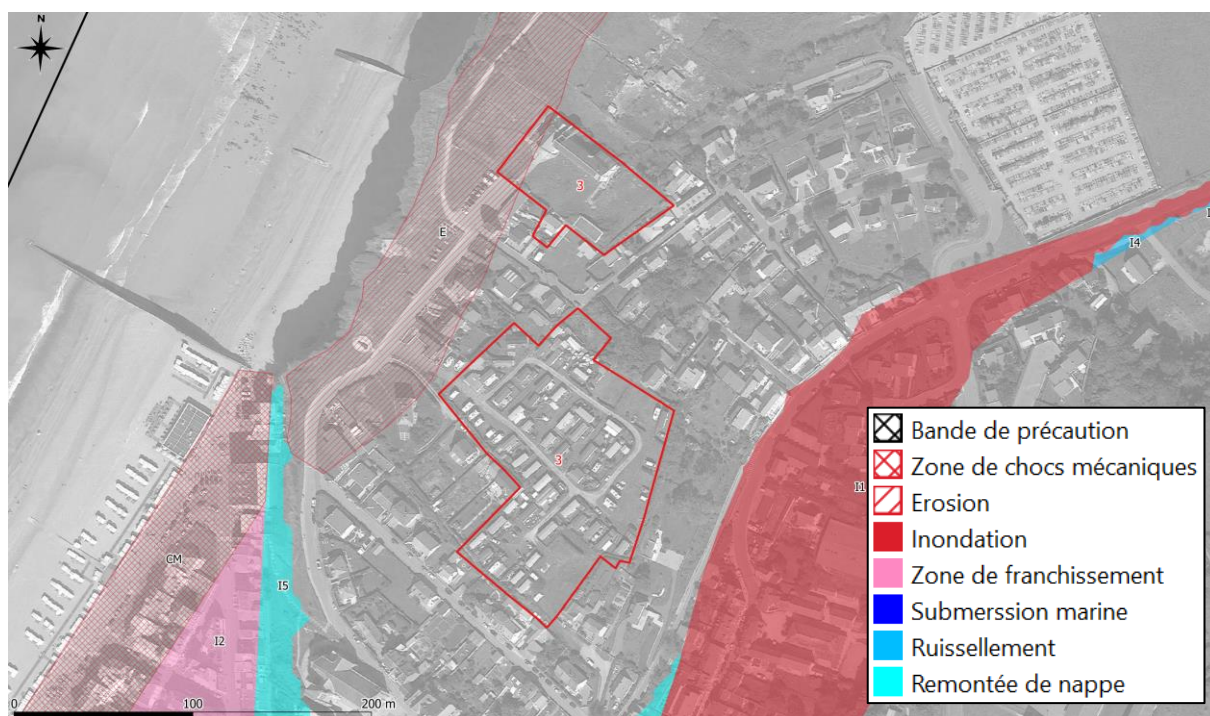 N
3
E
I4
3
I1
CM
I5
I2
0 100 200 m
Bande de précaution
Zone de chocs mécaniques
Erosion
Inondation
Zone de franchissement
Submerssion marine
Ruissellement
Remontée de nappe